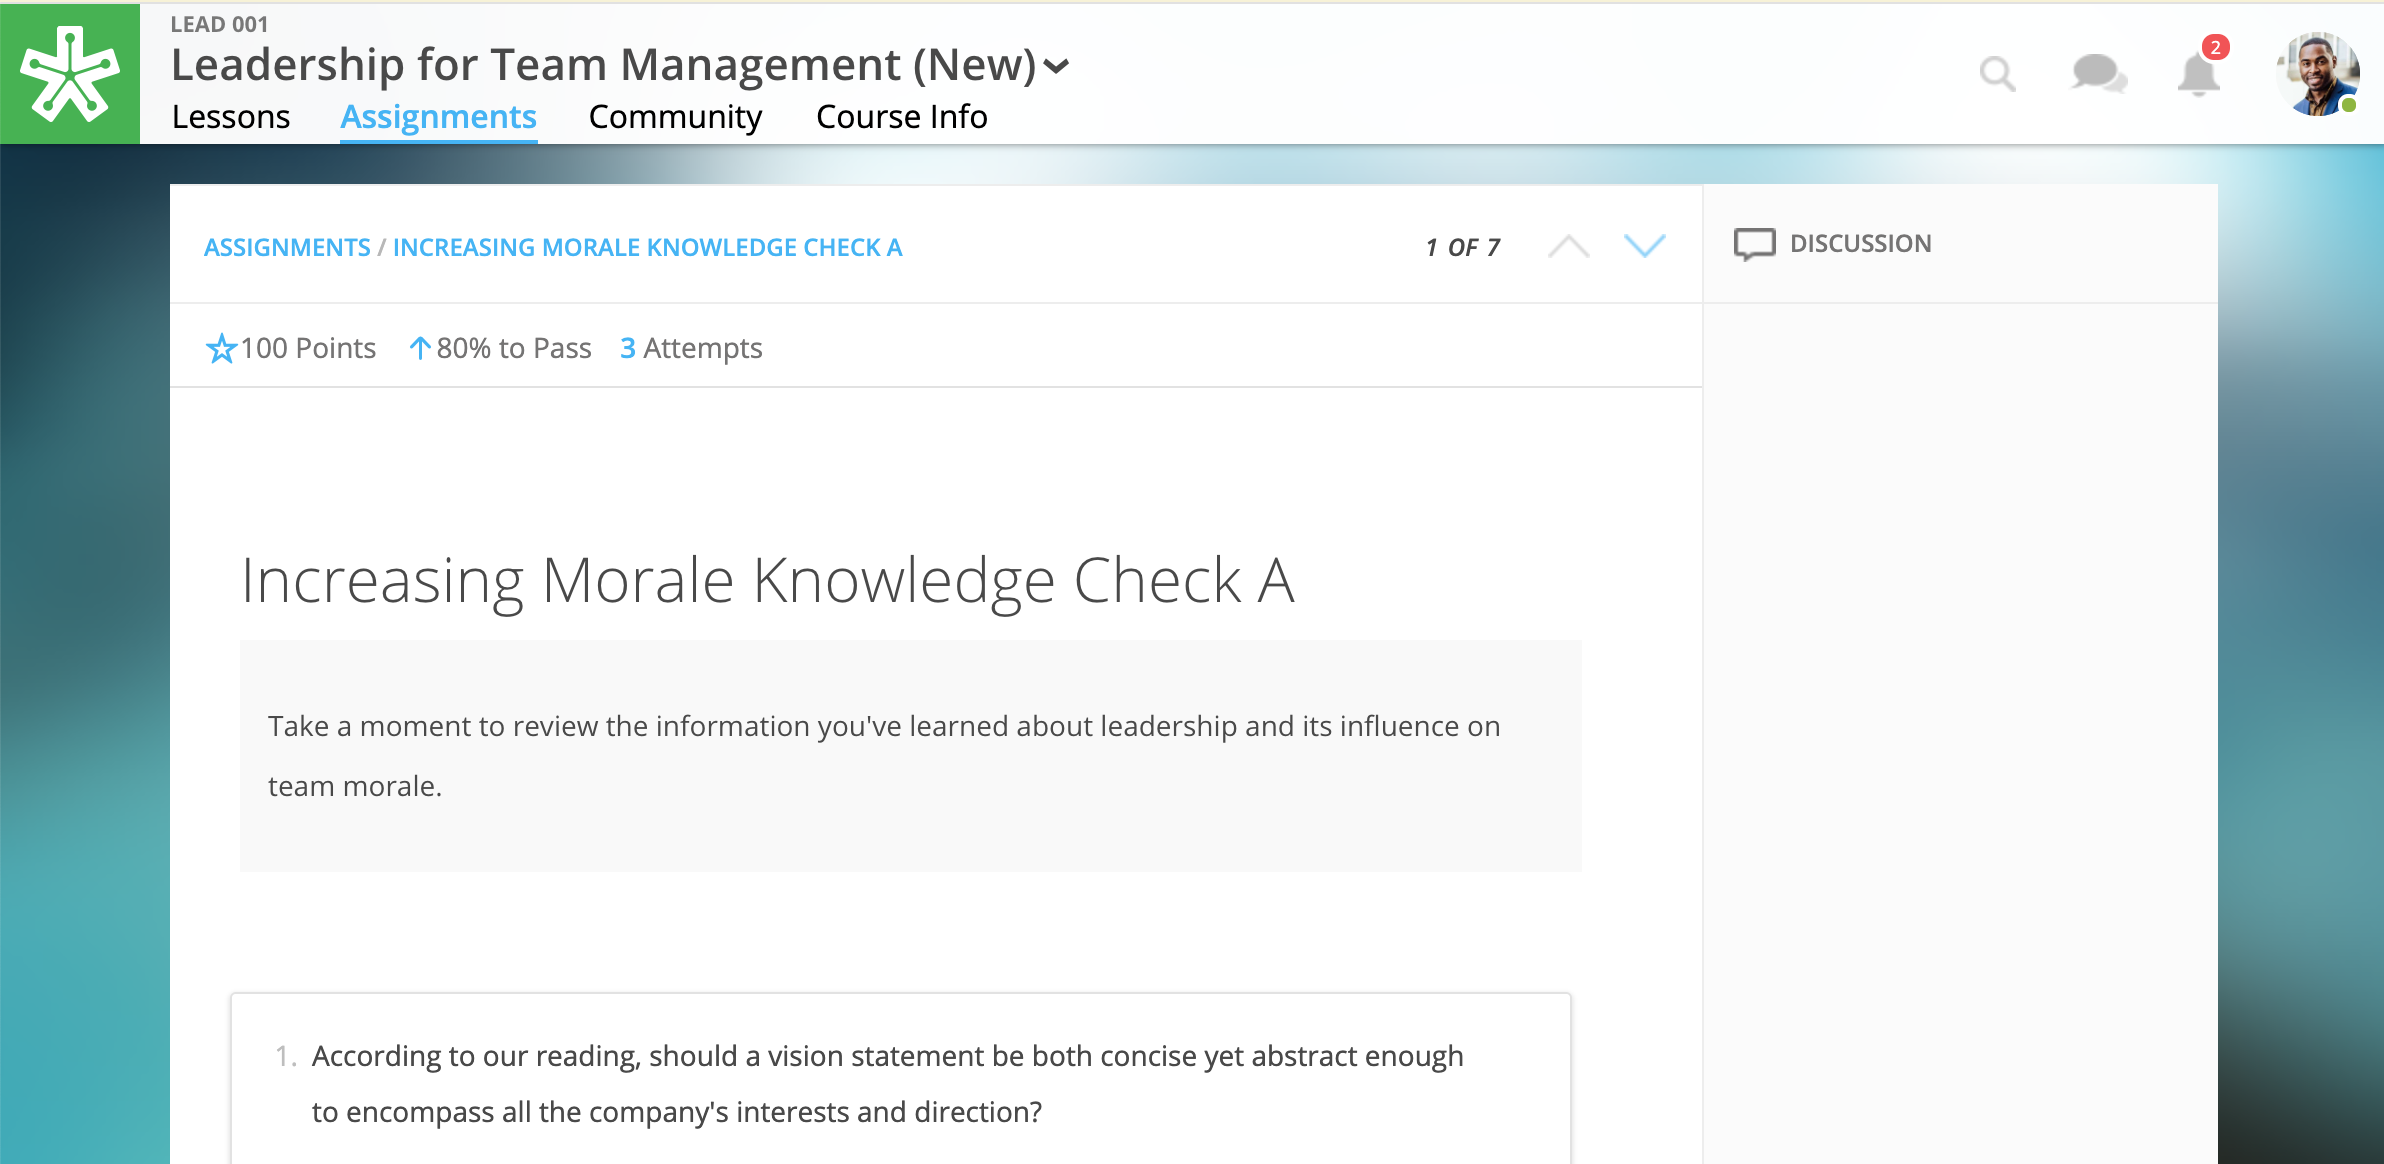 LEAD 001
Leadership for Team Management (New)
Lessons Assignments Community Course Info
2
ASSIGNMENTS / INCREASING MORALE KNOWLEDGE CHECK A
1 OF 7
DISCUSSION
100 Points 80% to Pass 3 Attempts
Increasing Morale Knowledge Check A
Take a moment to review the information you've learned about leadership and its influence on
team morale.
1. According to our reading, should a vision statement be both concise yet abstract enough
to encompass all the company's interests and direction?